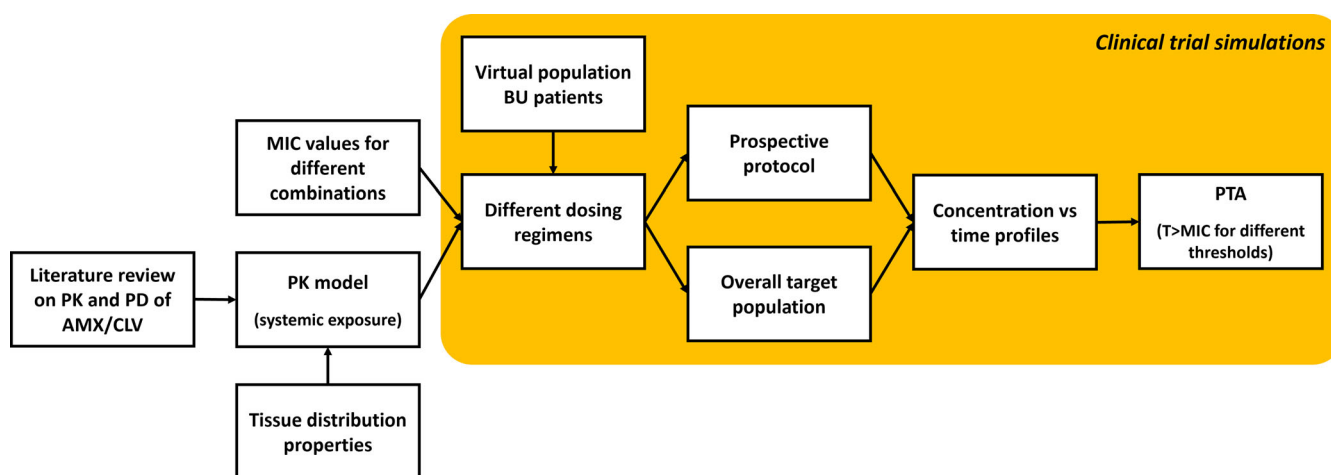 Clinical trial simulations
Virtual population
BU patients
MIC values for
different
combinations
Prospective
protocol
Different dosing
regimens
Concentration vs
time profiles
PTA
(T>MIC for different
thresholds)
Literature review
on PK and PD of
AMX/CLV
PK model
(systemic exposure)
Overall target
population
Tissue distribution
properties